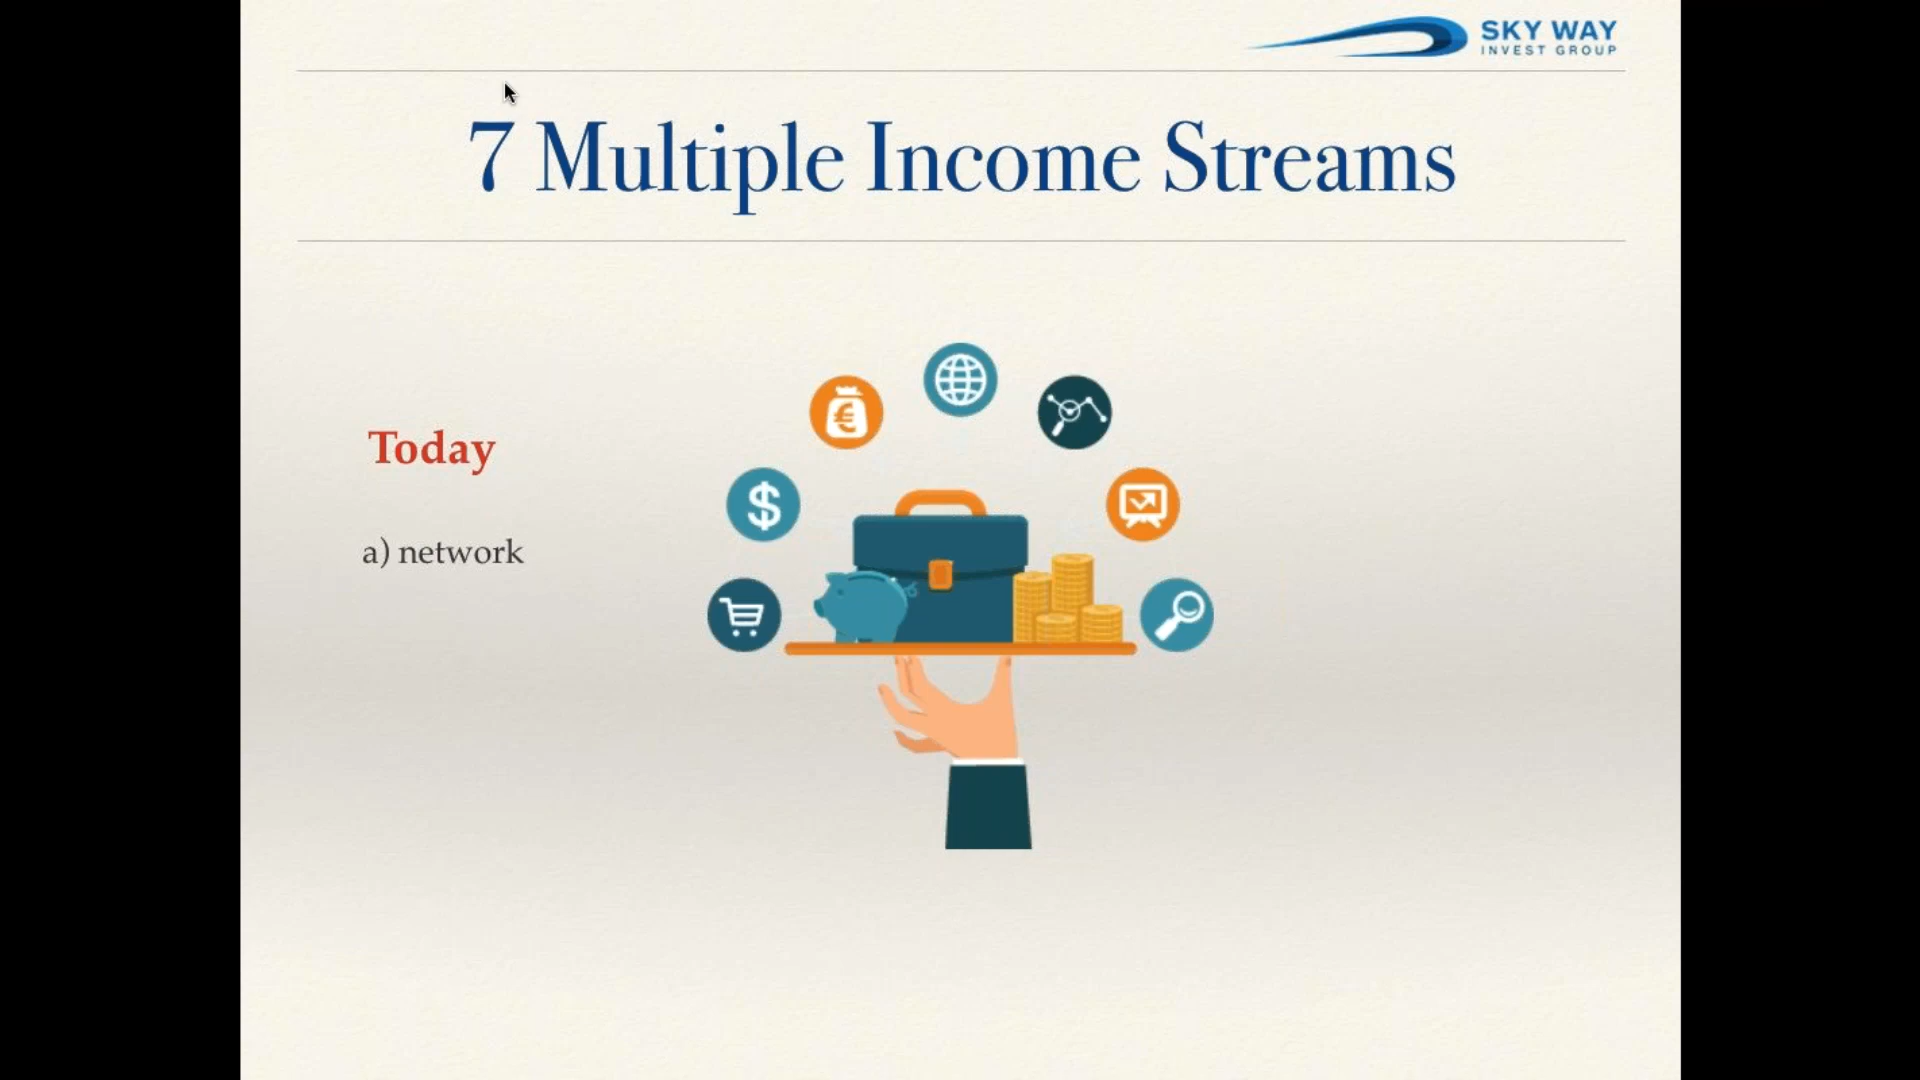 SKY WAY
INVEST GROUP
7 Multiple Income Streams
Today
a) network